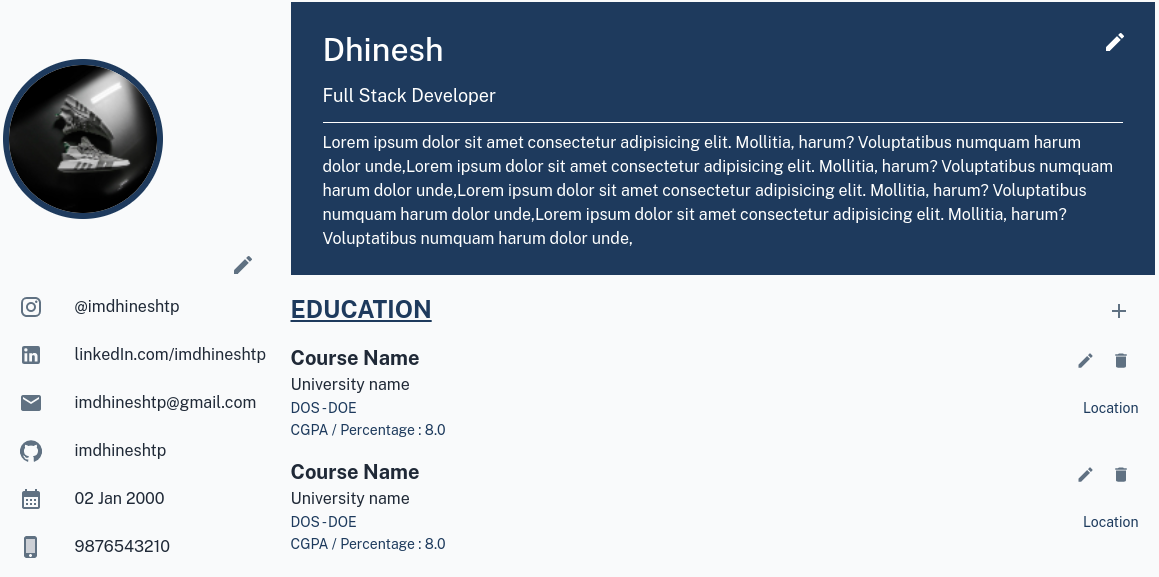 Dhinesh
Full Stack Developer
Lorem ipsum dolor sit amet consectetur adipisicing elit. Mollitia, harum? Voluptatibus numquam harum
dolor unde,Lorem ipsum dolor sit amet consectetur adipisicing elit. Mollitia, harum? Voluptatibus numquam
harum dolor unde,Lorem ipsum dolor sit amet consectetur adipisicing elit. Mollitia, harum? Voluptatibus
numquam harum dolor unde,Lorem ipsum dolor sit amet consectetur adipisicing elit. Mollitia, harum?
Voluptatibus numquam harum dolor unde,
@imdhineshtp
linkedIn.com/imdhineshtp
imdhineshtp@gmail.com
imdhineshtp
02 Jan 2000
9876543210
EDUCATION
Course Name
University name
DOS - DOE
Location
CGPA / Percentage : 8.0
Course Name
University name
DOS - DOE
Location
CGPA / Percentage : 8.0